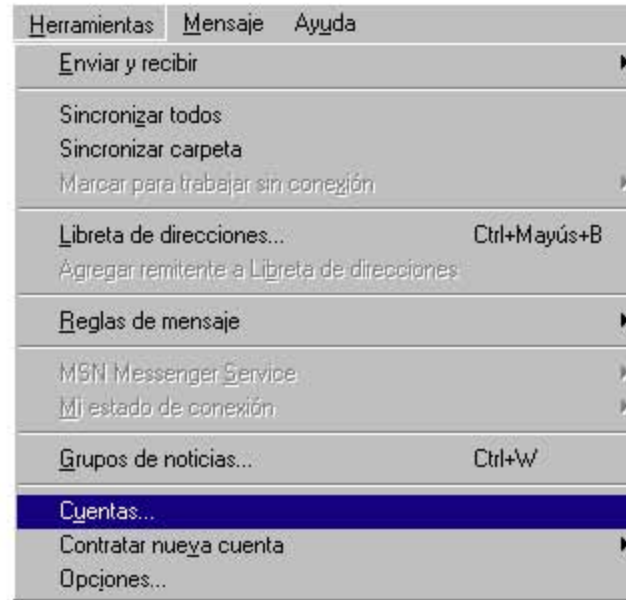 Herramientas Mensaje Ayuda
Enviar y recibir
Sincronizar todos
Sincronizar carpeta
Marcar para trabajar sin conexión
Libreta de direcciones... Ctrl+Mayús+B
Agregar remitente a Libreta de direcciones
Reglas de mensaje
MSN Messenger Service
Mi estado de conexión
Grupos de noticias... Ctrl+W
Cuentas...
Contratar nueva cuenta
Opciones...